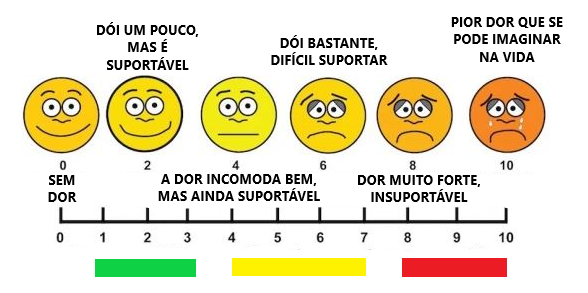 DÓI UM POUCO,
MAS É
SUPORTÁVEL
DÓI BASTANTE,
DIFÍCIL SUPORTAR
PIOR DOR QUE SE
PODE IMAGINAR
NA VIDA
0 2 4 6 8 10
SEM
DOR
A DOR INCOMODA BEM,
MAS AINDA SUPORTÁVEL
DOR MUITO FORTE,
INSUPORTÁVEL
0 1 2 3 4 5 6 7 8 9 10